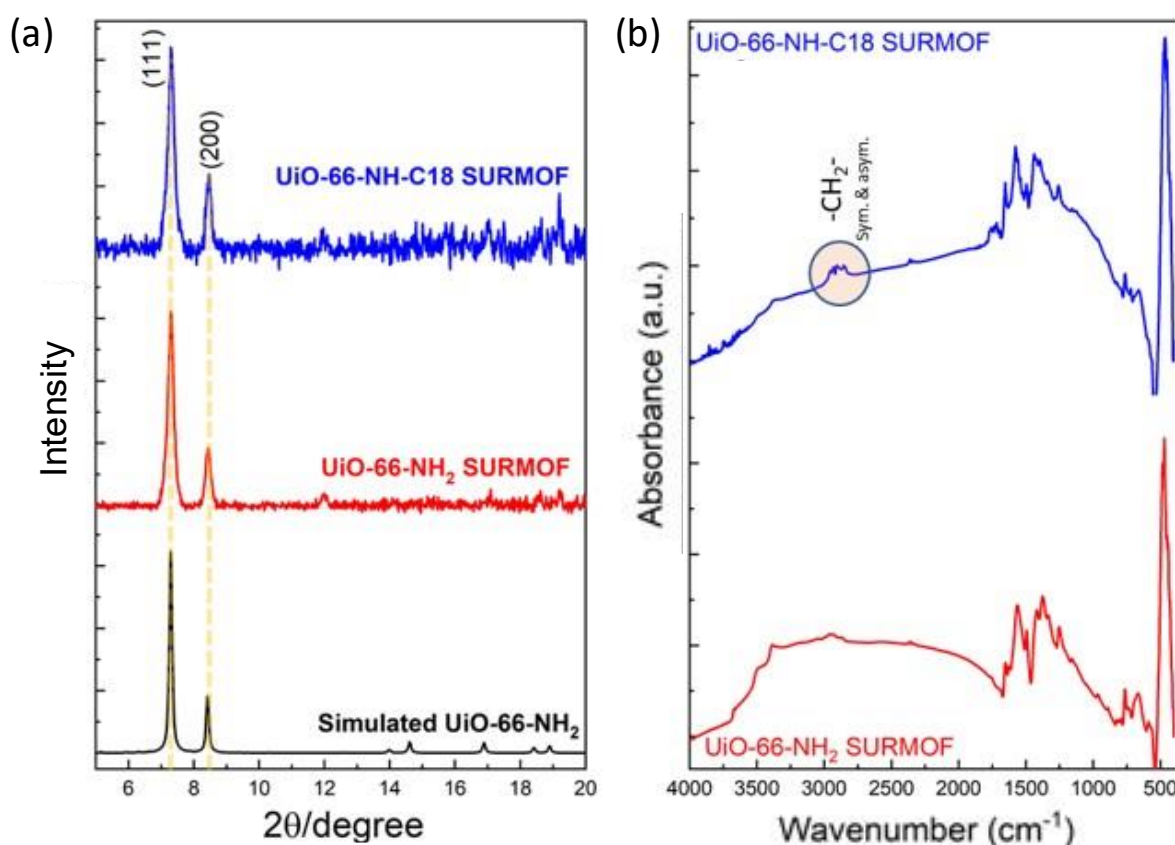 (a)
(111)
(200)
UiO-66-NH-C18 SURMOF
UiO-66-NH₂ SURMOF
Simulated UiO-66-NH₂
Intensity
6 8 10 12 14 16 18 20
2θ/degree
(b)
UiO-66-NH-C18 SURMOF
-CH₂-
Sym. & asym.
UiO-66-NH₂ SURMOF
Absorbance (a.u.)
4000 3500 3000 2500 2000 1500 1000 500
Wavenumber (cm⁻¹)